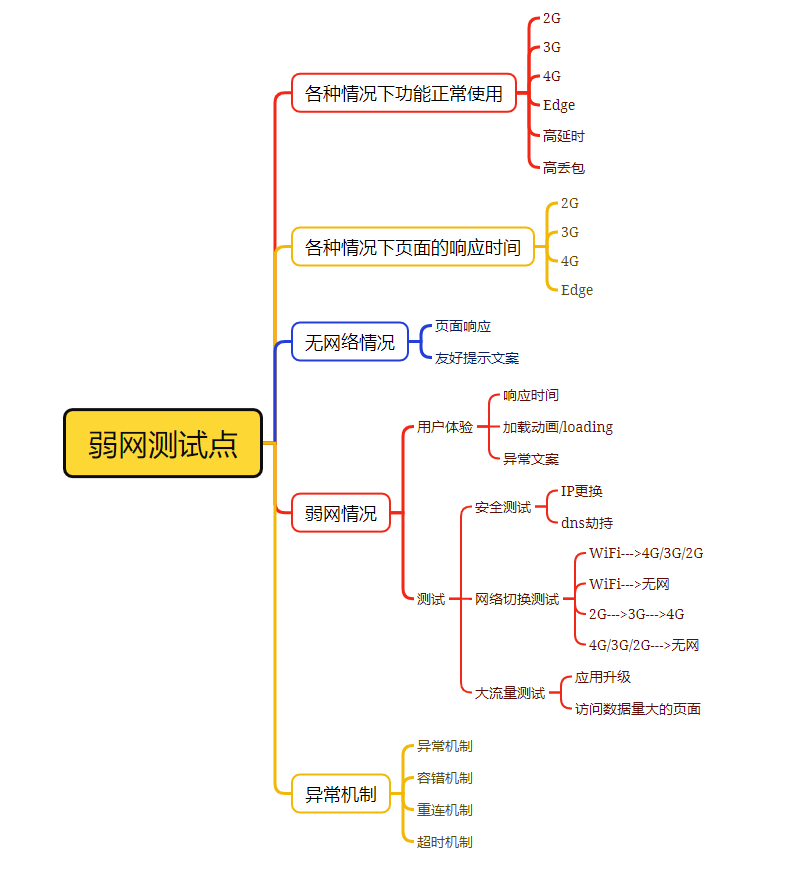 弱网测试点
各种情况下功能正常使用
2G
3G
4G
Edge
高延时
高丢包
各种情况下页面的响应时间
2G
3G
4G
Edge
无网络情况
页面响应
友好提示文案
弱网情况
用户体验
响应时间
加载动画/loading
异常文案
测试
安全测试
IP更换
dns劫持
网络切换测试
WiFi--->4G/3G/2G
WiFi--->无网
2G--->3G--->4G
4G/3G/2G--->无网
大流量测试
应用升级
访问数据量大的页面
异常机制
异常机制
容错机制
重连机制
超时机制